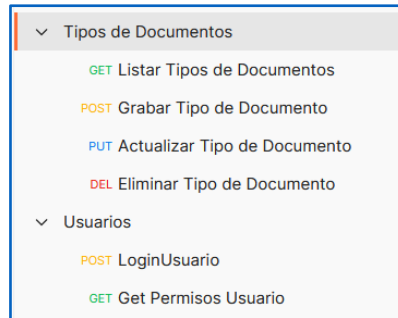 Tipos de Documentos
GET Listar Tipos de Documentos
POST Grabar Tipo de Documento
PUT Actualizar Tipo de Documento
DEL Eliminar Tipo de Documento
Usuarios
POST LoginUsuario
GET Get Permisos Usuario